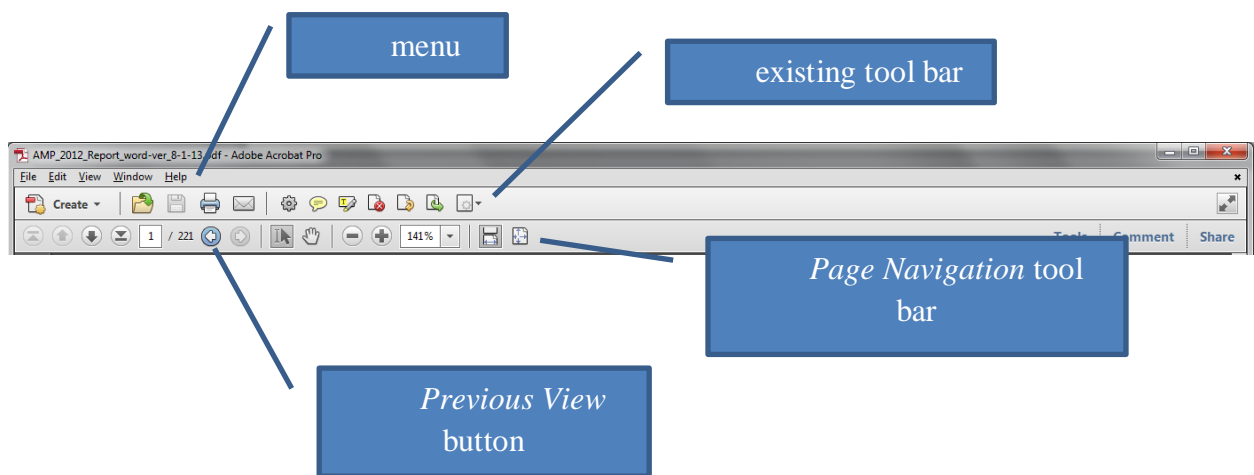 menu
existing tool bar
AMP_2012_Report_word-ver_8-1-13.pdf - Adobe Acrobat Pro
File Edit View Window Help
Create
1 / 221 141% Tools Comment Share
Page Navigation tool
bar
Previous View
button